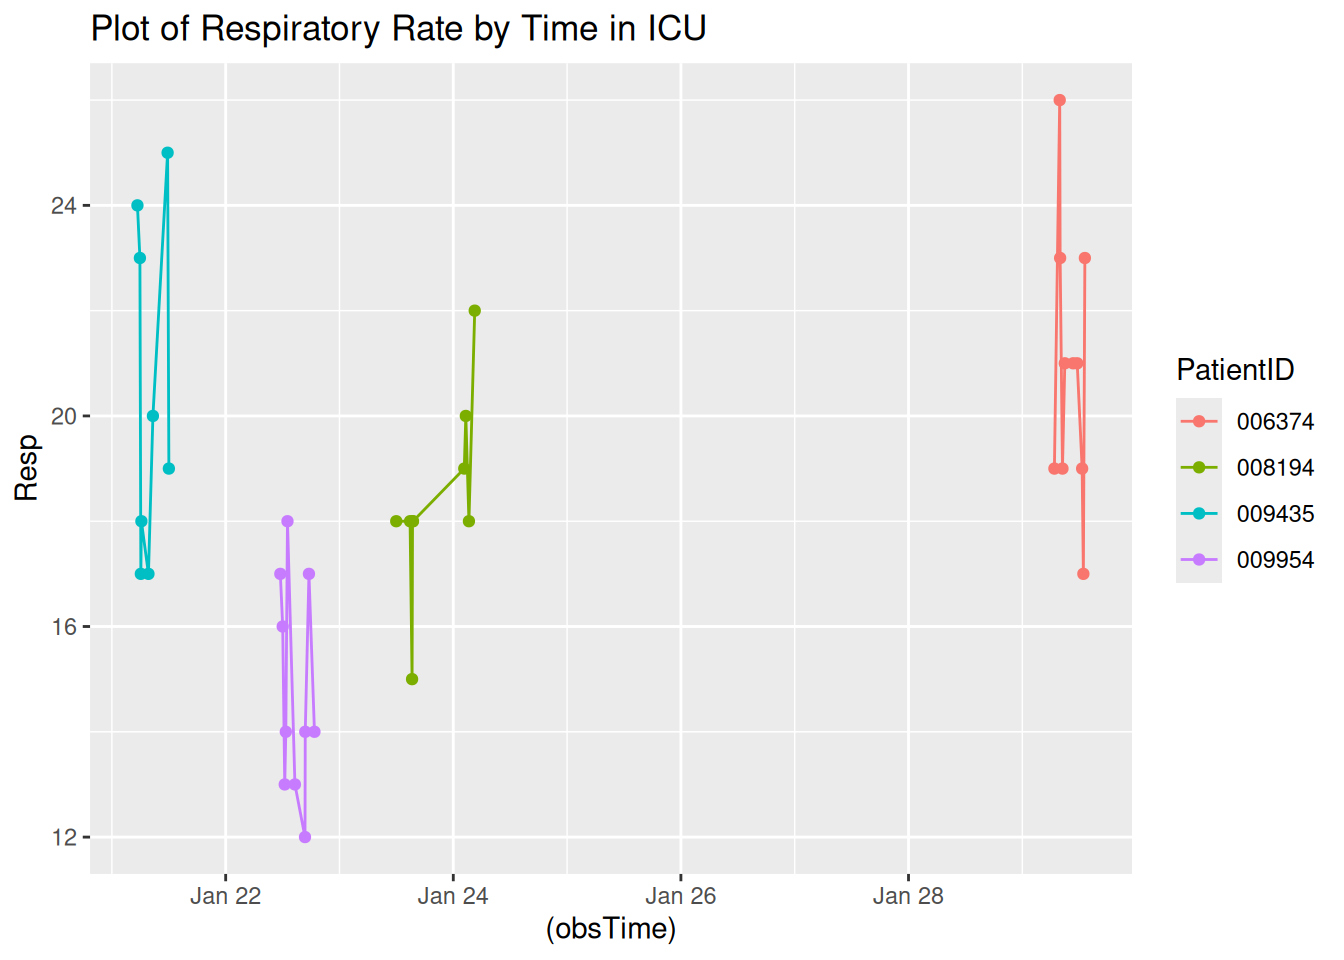 Plot of Respiratory Rate by Time in ICU
Resp
24
20
16
12
Jan 22 Jan 24 Jan 26 Jan 28
(obsTime)
PatientID
006374
008194
009435
009954